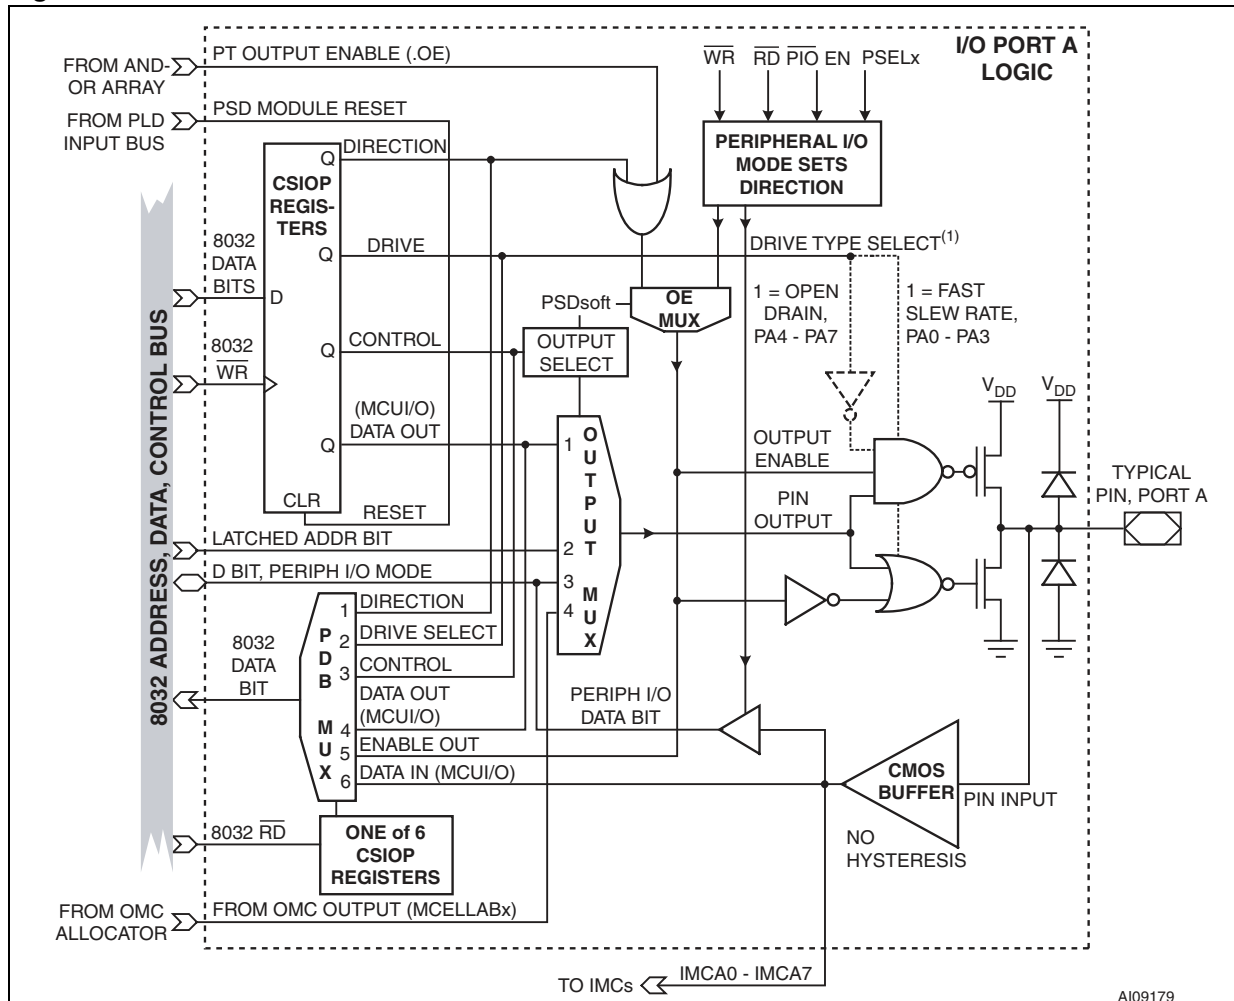 I/O PORT A
LOGIC
FROM AND-
OR ARRAY
PT OUTPUT ENABLE (.OE)
WR RD PIO EN PSELx
FROM PLD
INPUT BUS
PSD MODULE RESET
PERIPHERAL I/O
MODE SETS
DIRECTION
CSIOP
REGIS-
TERS
Q
DIRECTION
Q
DRIVE
DRIVE TYPE SELECT(1)
8032
DATA
BITS
D
8032
WR
Q
CONTROL
(MCUI/O)
DATA OUT
Q
CLR
RESET
PSDsoft
OE
MUX
OUTPUT
SELECT
1 = OPEN
DRAIN,
PA4 - PA7
1 = FAST
SLEW RATE,
PA0 - PA3
VDD
VDD
OUTPUT
ENABLE
PIN
OUTPUT
TYPICAL
PIN, PORT A
8032 ADDRESS, DATA, CONTROL BUS
LATCHED ADDR BIT
D BIT, PERIPH I/O MODE
1
2
3
4
OUTPUT MUX
8032
DATA
BIT
PDB MUX
1 DIRECTION
2 DRIVE SELECT
3 CONTROL
DATA OUT
4 (MCUI/O)
5 ENABLE OUT
6 DATA IN (MCUI/O)
PERIPH I/O
DATA BIT
CMOS
BUFFER
PIN INPUT
NO
HYSTERESIS
8032 RD
ONE of 6
CSIOP
REGISTERS
FROM OMC
ALLOCATOR
FROM OMC OUTPUT (MCELLABx)
TO IMCs
IMCA0 - IMCA7
AI09179